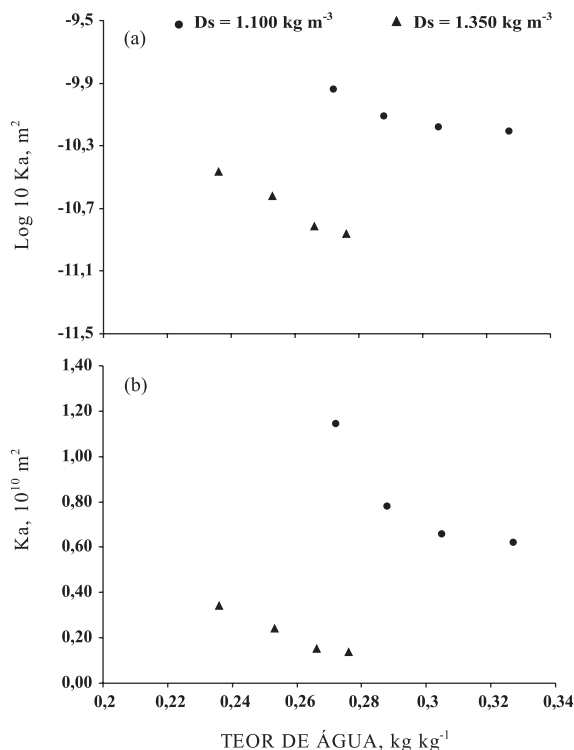 -9,5
(a)
● Ds = 1.100 kg m⁻³
▲ Ds = 1.350 kg m⁻³
-9,9
-10,3
-10,7
-11,1
-11,5
Log 10 Ka, m²
1,40
(b)
1,20
1,00
0,80
0,60
0,40
0,20
0,00
Ka, 10¹⁰ m²
0,2 0,22 0,24 0,26 0,28 0,3 0,32 0,34
TEOR DE ÁGUA, kg kg⁻¹